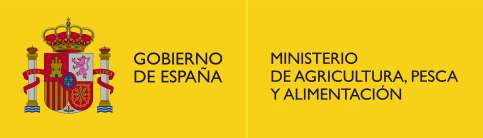 GOBIERNO
DE ESPAÑA
MINISTERIO
DE AGRICULTURA, PESCA
Y ALIMENTACIÓN